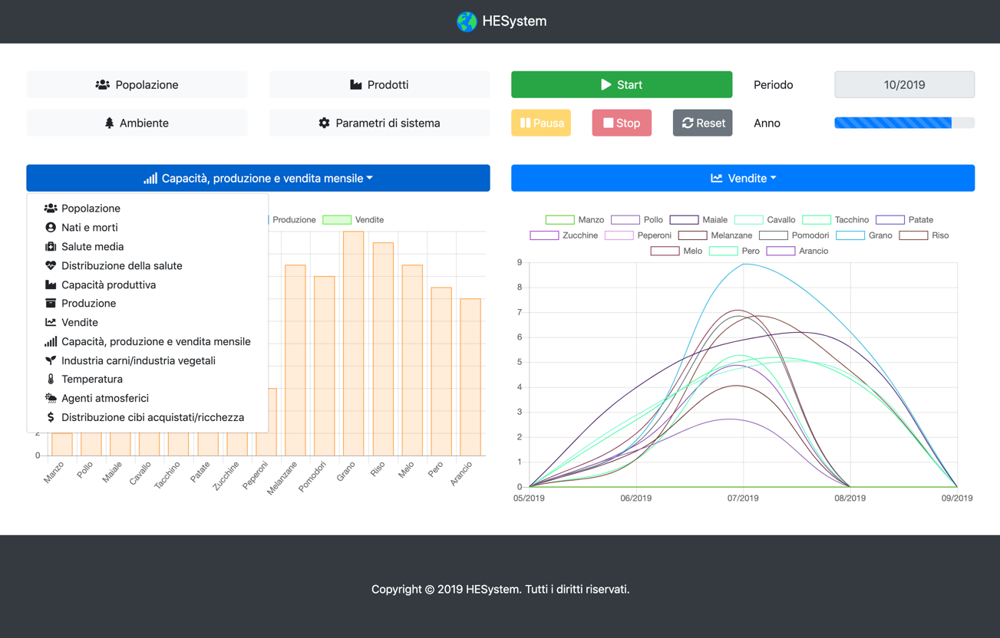 HESystem
Popolazione
Prodotti
Start
Periodo
10/2019
Ambiente
Parametri di sistema
Pausa
Stop
Reset
Anno
Capacità, produzione e vendita mensile
Vendite
Popolazione
Nati e morti
Salute media
Distribuzione della salute
Capacità produttiva
Produzione
Vendite
Capacità, produzione e vendita mensile
Industria carni/industria vegetali
Temperatura
Agenti atmosferici
Distribuzione cibi acquistati/ricchezza
Produzione Vendite
2
0
Manzo Pollo Maiale Cavallo Tacchino Patate Zucchine Peperoni Melanzane Pomodori Grano Riso Melo Pero Arancio
Manzo Pollo Maiale Cavallo Tacchino Patate
Zucchine Peperoni Melanzane Pomodori Grano Riso
Melo Pero Arancio
9
8
7
6
5
4
3
2
1
0
05/2019 06/2019 07/2019 08/2019 09/2019
Copyright © 2019 HESystem. Tutti i diritti riservati.